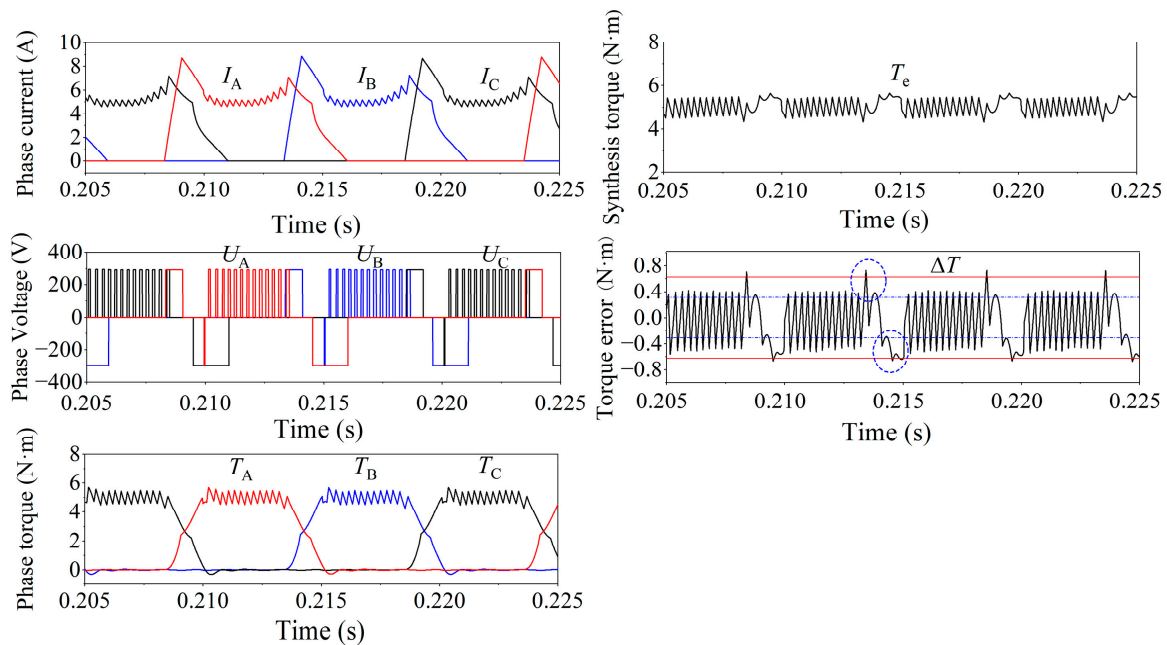 Phase current (A)
10
8
6
4
2
0
I_A
I_B
I_C
0.205 0.210 0.215 0.220 0.225
Time (s)
Synthesis torque (N·m)
8
6
4
2
T_e
0.205 0.210 0.215 0.220 0.225
Time (s)
Phase Voltage (V)
400
200
0
−200
−400
U_A
U_B
U_C
0.205 0.210 0.215 0.220 0.225
Time (s)
Torque error (N·m)
0.8
0.4
0.0
−0.4
−0.8
ΔT
0.205 0.210 0.215 0.220 0.225
Time (s)
Phase torque (N·m)
8
6
4
2
0
T_A
T_B
T_C
0.205 0.210 0.215 0.220 0.225
Time (s)